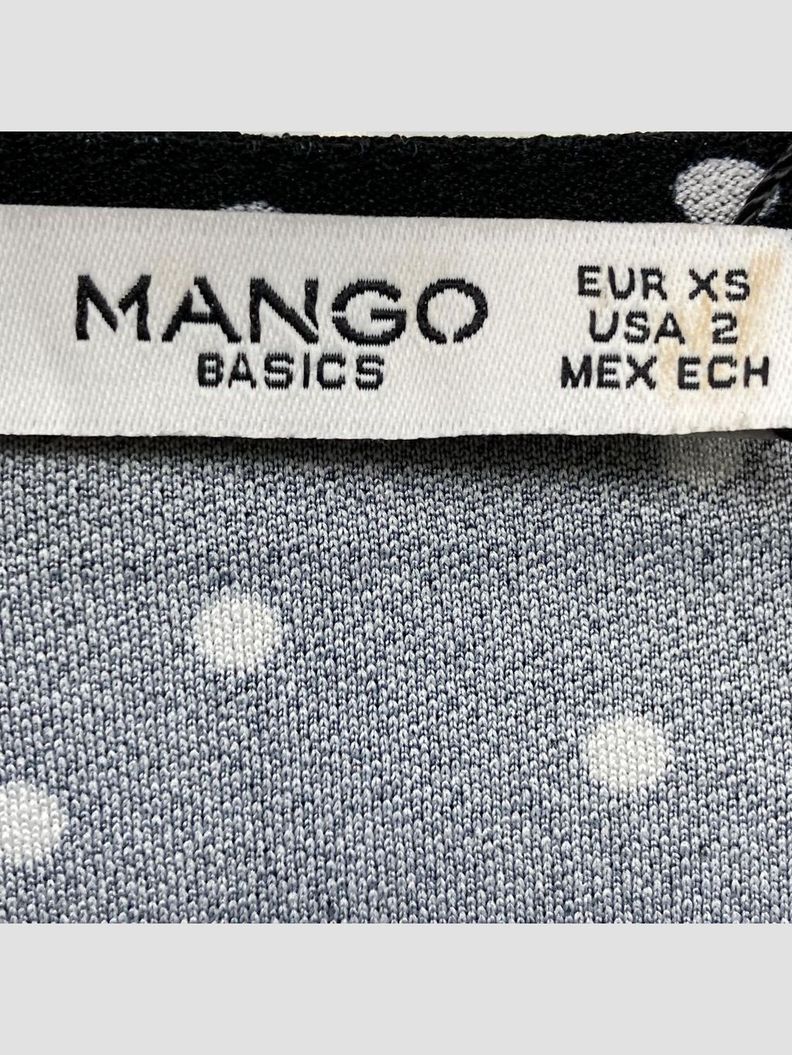 MANGO
BASICS
EUR XS
USA 2
MEX ECH